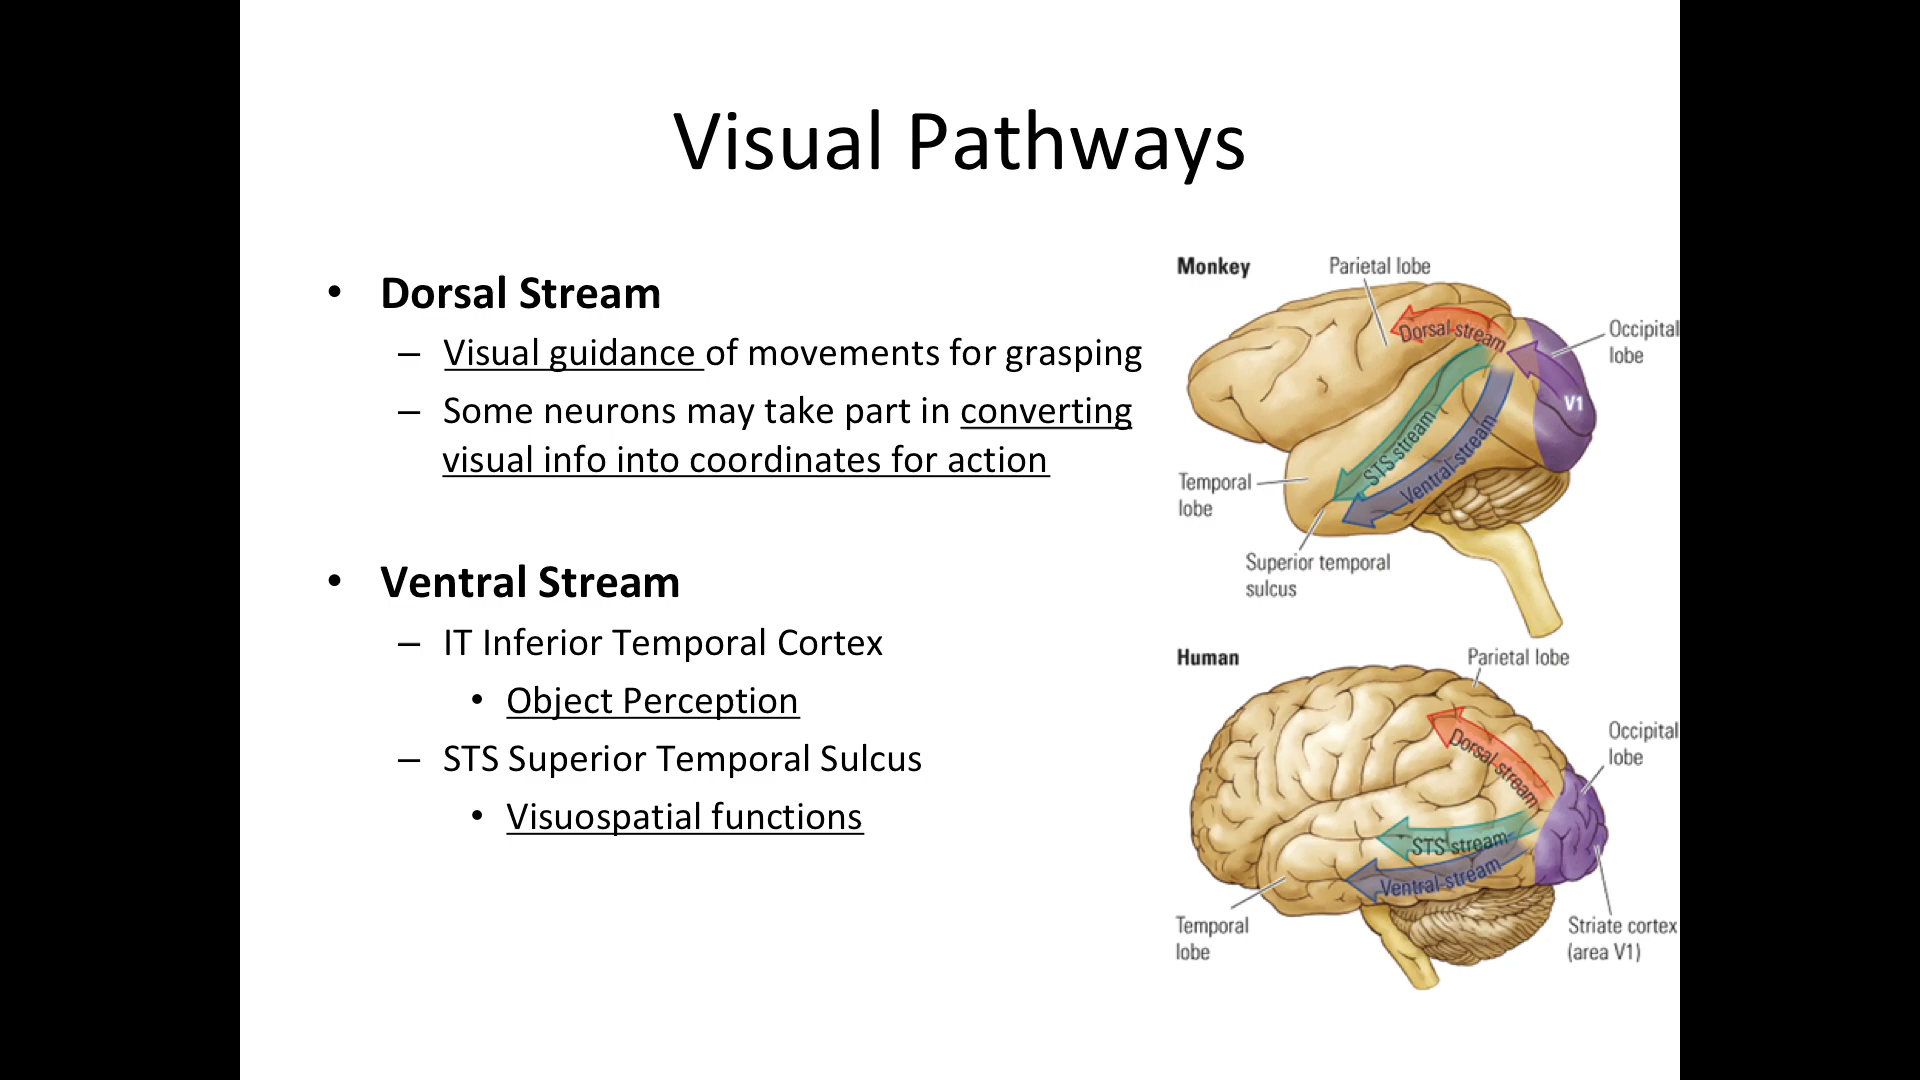 Visual Pathways
• Dorsal Stream
– Visual guidance of movements for grasping
– Some neurons may take part in converting
visual info into coordinates for action
• Ventral Stream
– IT Inferior Temporal Cortex
• Object Perception
– STS Superior Temporal Sulcus
• Visuospatial functions
Monkey
Parietal lobe
Occipital
lobe
Dorsal stream
V1
STS stream
Ventral stream
Temporal
lobe
Superior temporal
sulcus
Human
Parietal lobe
Occipital
lobe
Dorsal stream
STS stream
Ventral stream
Temporal
lobe
Striate cortex
(area V1)